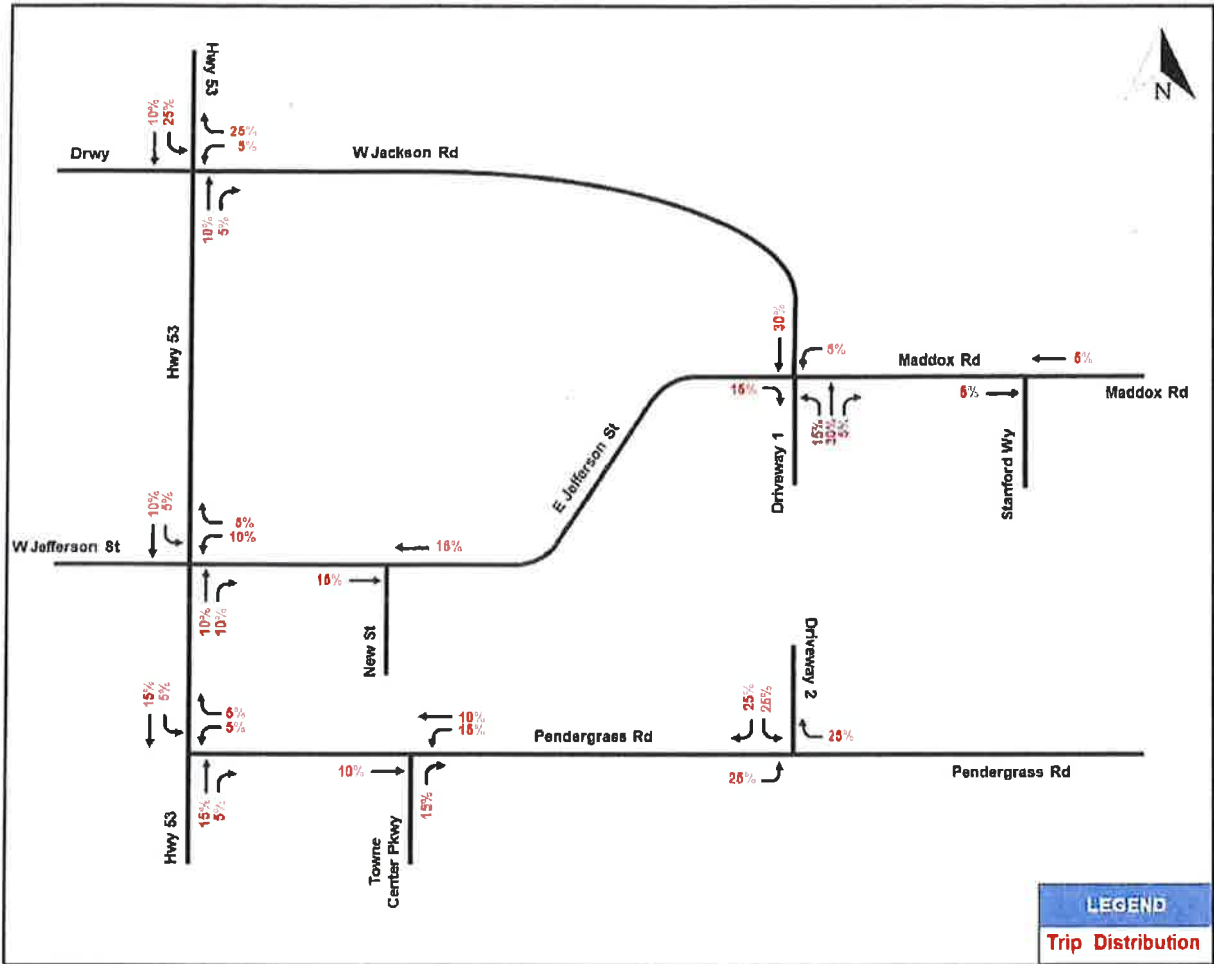 Hwy 53
N
10%
25%
25%
5%
Drwy
W Jackson Rd
10%
5%
Hwy 53
30%
5%
Maddox Rd
5%
15%
5%
Maddox Rd
15%
30%
5%
Driveway 1
Stanford Wy
E Jefferson St
10%
5%
5%
10%
W Jefferson St
15%
15%
10%
10%
New St
Driveway 2
15%
5%
5%
5%
10%
15%
Pendergrass Rd
25%
25%
25%
10%
25%
Pendergrass Rd
15%
5%
15%
Hwy 53
Towne
Center Pkwy
LEGEND
Trip Distribution